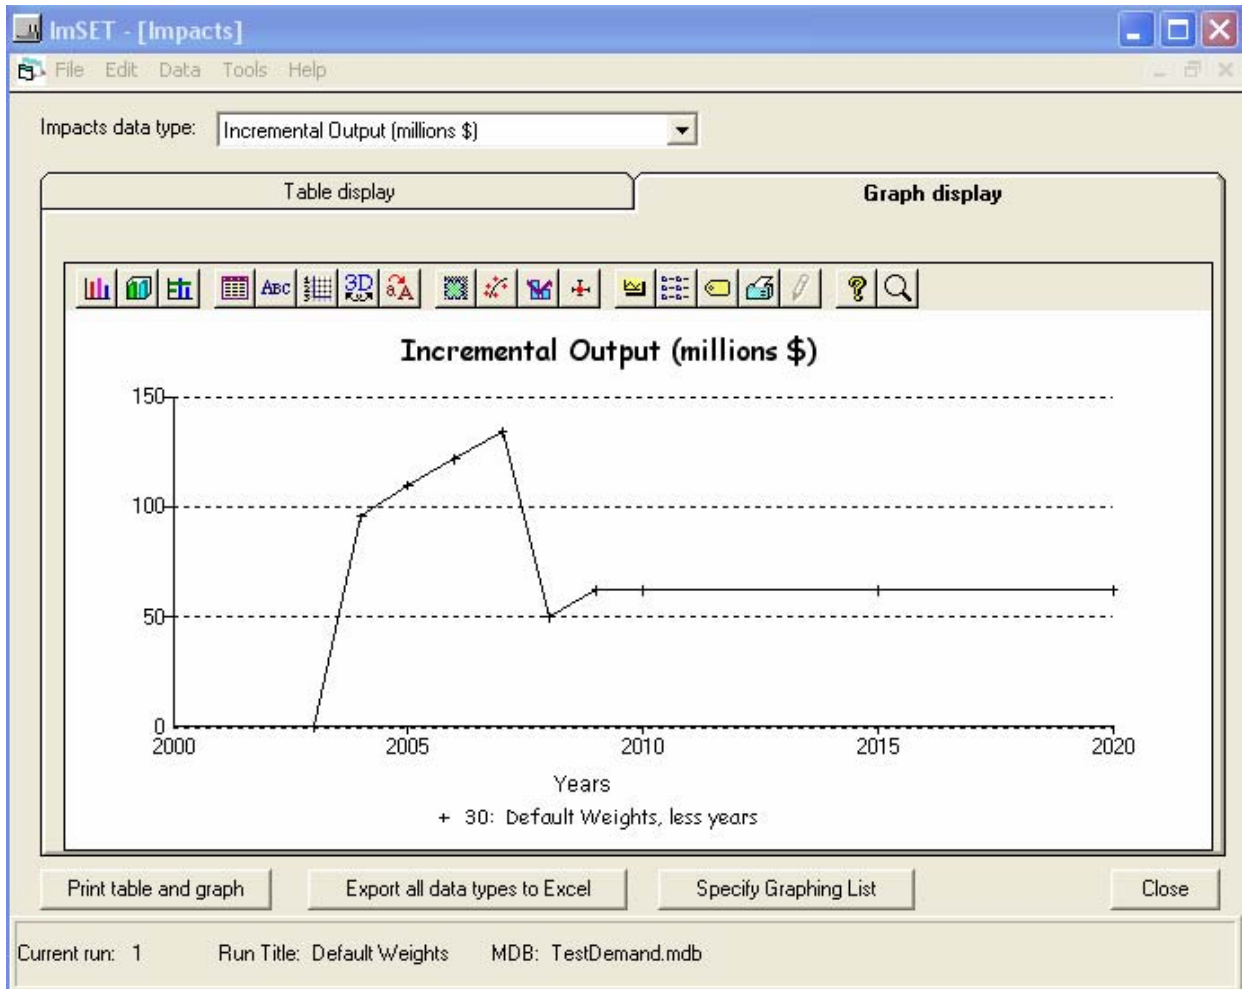 ImSET - [Impacts]
File Edit Data Tools Help
Impacts data type: Incremental Output (millions $)
Table display
Graph display
ABC 3D aA ?
Incremental Output (millions $)
150
100
50
0
2000 2005 2010 2015 2020
Years
+ 30: Default Weights, less years
Print table and graph Export all data types to Excel Specify Graphing List Close
Current run: 1 Run Title: Default Weights MDB: TestDemand.mdb